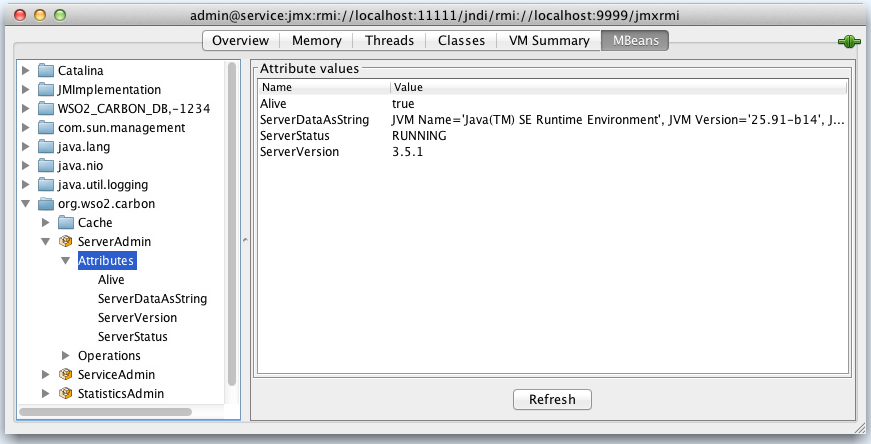 admin@service:jmx:rmi://localhost:11111/jndi/rmi://localhost:9999/jmxrmi
Overview Memory Threads Classes VM Summary MBeans
Catalina
JMImplementation
WSO2_CARBON_DB,-1234
com.sun.management
java.lang
java.nio
java.util.logging
org.wso2.carbon
Cache
ServerAdmin
Attributes
Alive
ServerDataAsString
ServerVersion
ServerStatus
Operations
ServiceAdmin
StatisticsAdmin
Attribute values
Name Value
Alive true
ServerDataAsString JVM Name='Java(TM) SE Runtime Environment', JVM Version='25.91-b14', J...
ServerStatus RUNNING
ServerVersion 3.5.1
Refresh